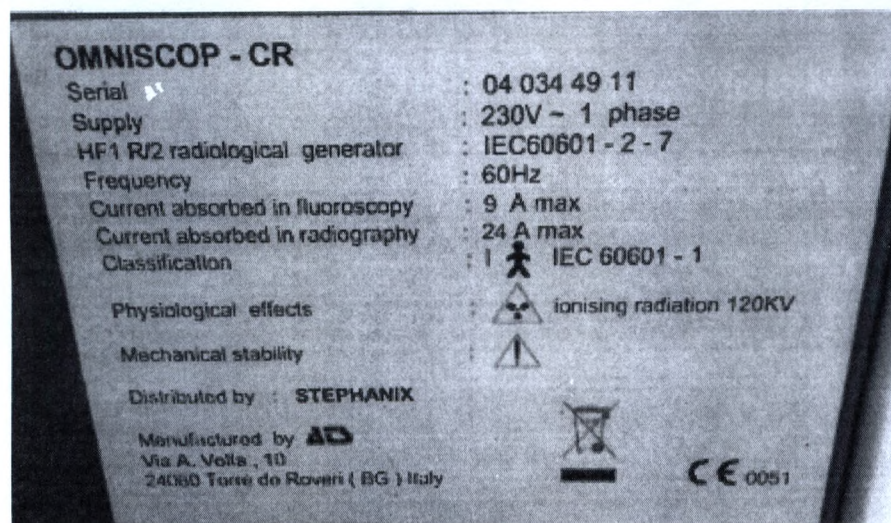 OMNISCOP - CR
Serial : 04 034 49 11
Supply : 230V ~ 1 phase
HF1 R/2 radiological generator : IEC60601 - 2 - 7
Frequency : 60Hz
Current absorbed in fluoroscopy : 9 A max
Current absorbed in radiography : 24 A max
Classification : I IEC 60601 - 1
Physiological effects : ionising radiation 120KV
Mechanical stability :
Distributed by : STEPHANIX
Manufactured by
Via A. Volta , 10
24060 Torre de Roveri ( BG ) Italy
CE 0051